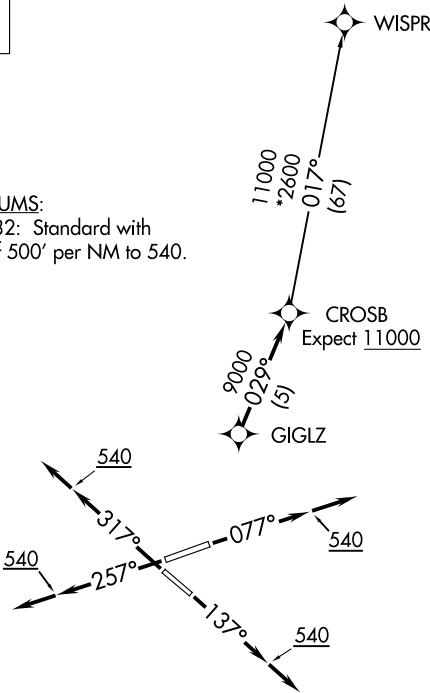 WISPR
11000
*2600
017°
(67)
UMS:
32: Standard with
500' per NM to 540.
CROSB
Expect 11000
9000
029°
(5)
GIGLZ
540
317°
077°
540
540
257°
137°
540